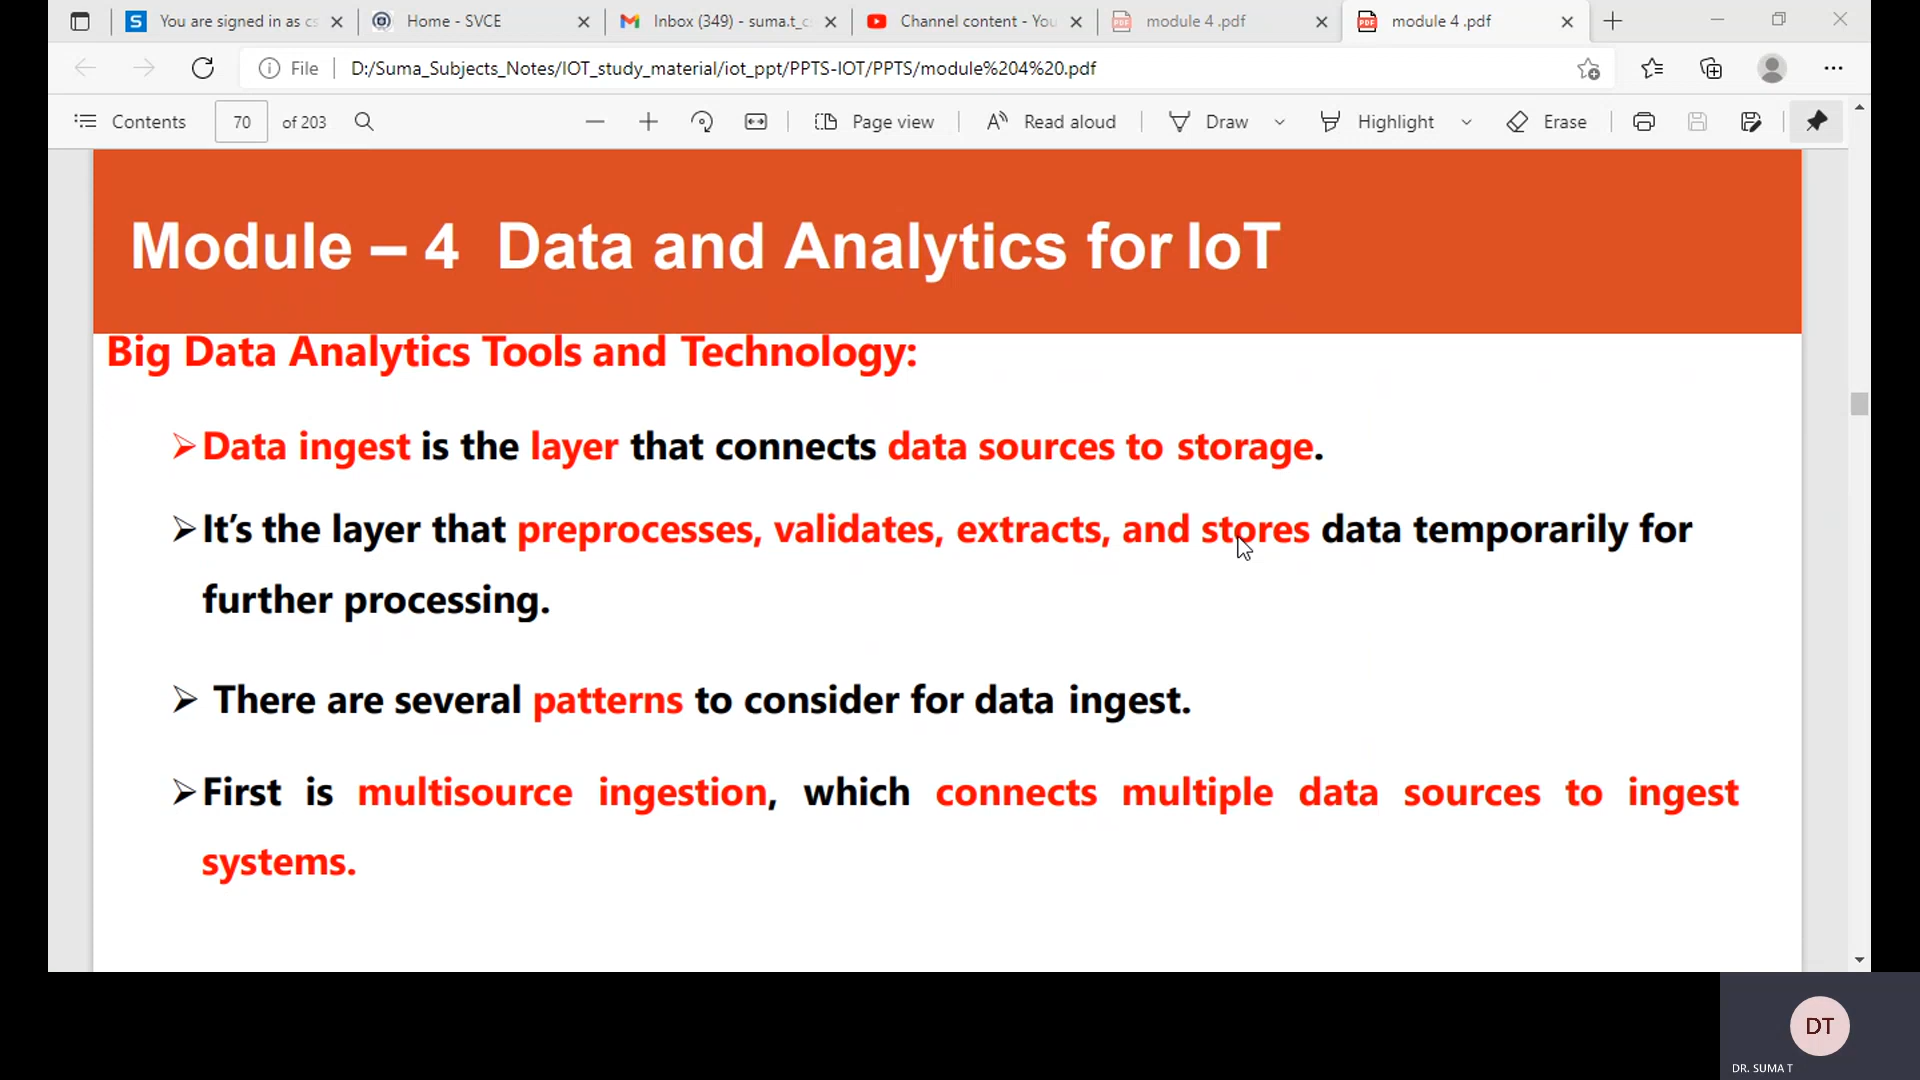 You are signed in as cs
Home - SVCE
Inbox (349) - suma.t_c
Channel content - You
module 4 .pdf
module 4 .pdf
File
D:/Suma_Subjects_Notes/IOT_study_material/iot_ppt/PPTS-IOT/PPTS/module%204%20.pdf
Contents
70
of 203
Page view
Read aloud
Draw
Highlight
Erase
Module – 4  Data and Analytics for IoT
Big Data Analytics Tools and Technology:
➢Data ingest is the layer that connects data sources to storage.
➢It’s the layer that preprocesses, validates, extracts, and stores data temporarily for
further processing.
➢ There are several patterns to consider for data ingest.
➢First is multisource ingestion, which connects multiple data sources to ingest
systems.
DT
DR. SUMA T